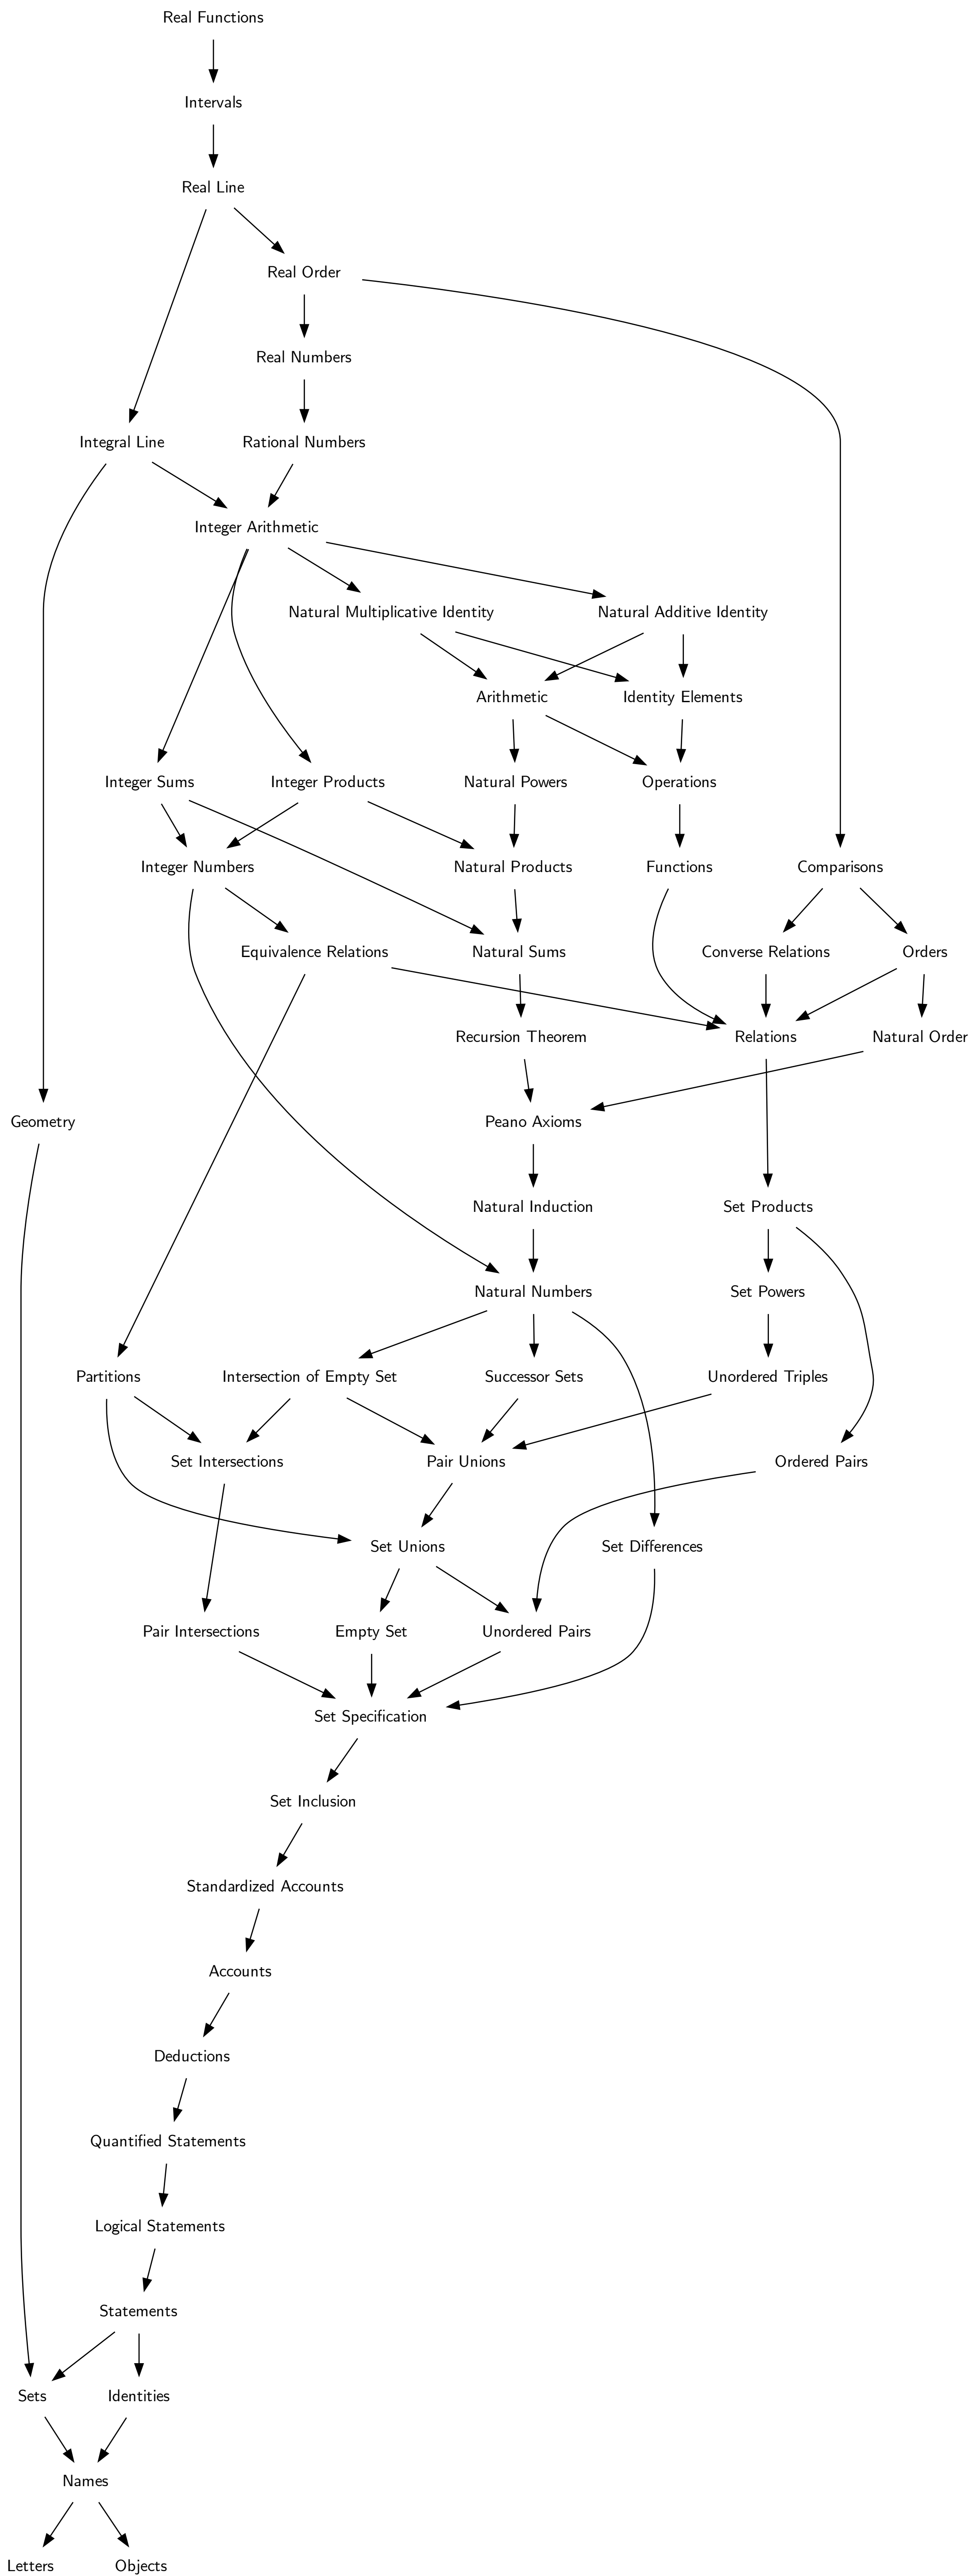 Real Functions
Intervals
Real Line
Real Order
Real Numbers
Integral Line
Rational Numbers
Integer Arithmetic
Natural Multiplicative Identity
Natural Additive Identity
Arithmetic
Identity Elements
Integer Sums
Integer Products
Natural Powers
Operations
Integer Numbers
Natural Products
Functions
Comparisons
Equivalence Relations
Natural Sums
Converse Relations
Orders
Recursion Theorem
Relations
Natural Order
Geometry
Peano Axioms
Natural Induction
Set Products
Natural Numbers
Set Powers
Partitions
Intersection of Empty Set
Successor Sets
Unordered Triples
Set Intersections
Pair Unions
Ordered Pairs
Set Unions
Set Differences
Pair Intersections
Empty Set
Unordered Pairs
Set Specification
Set Inclusion
Standardized Accounts
Accounts
Deductions
Quantified Statements
Logical Statements
Statements
Sets
Identities
Names
Letters
Objects